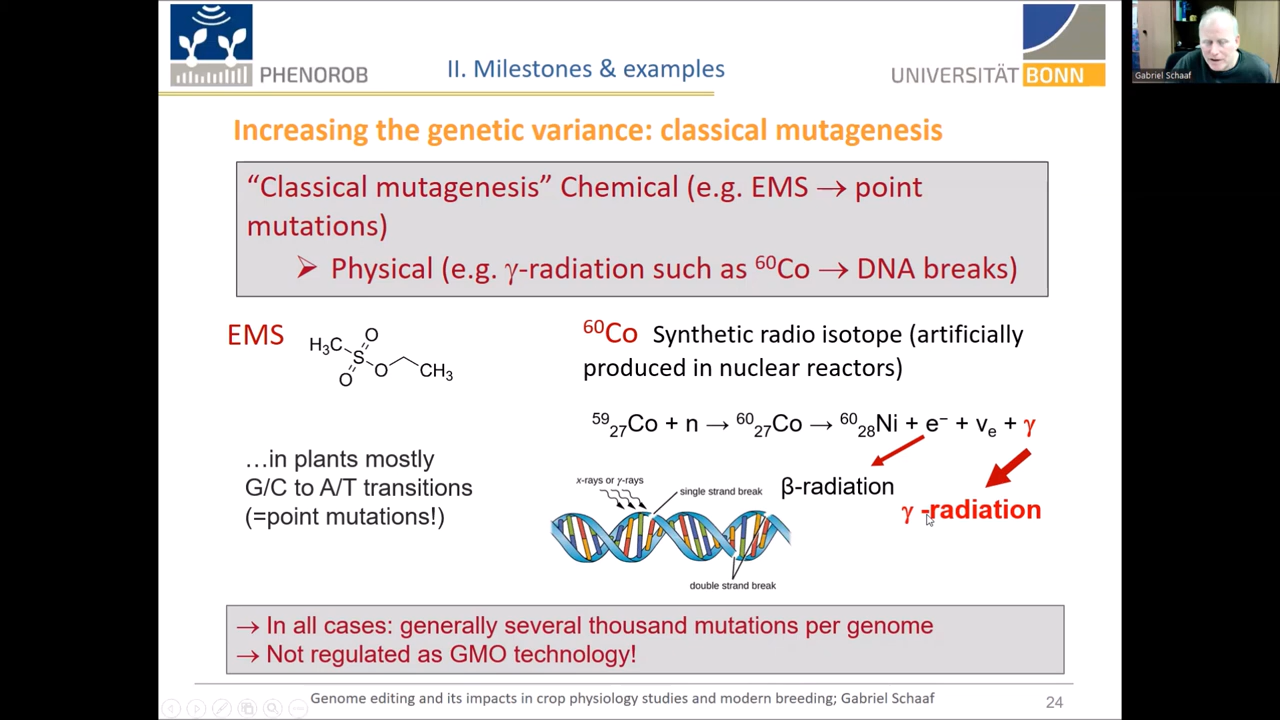 PHENOROB
II. Milestones & examples
UNIVERSITÄT BONN
Gabriel Schaaf
Increasing the genetic variance: classical mutagenesis
“Classical mutagenesis” Chemical (e.g. EMS → point
mutations)
➢ Physical (e.g. γ-radiation such as ⁶⁰Co → DNA breaks)
EMS
H₃C
O
S
O
O
CH₃
⁶⁰Co Synthetic radio isotope (artificially
produced in nuclear reactors)
⁵⁹₂₇Co + n → ⁶⁰₂₇Co → ⁶⁰₂₈Ni + e⁻ + νₑ + γ
β-radiation
γ -radiation
…in plants mostly
G/C to A/T transitions
(=point mutations!)
x-rays or γ-rays
single strand break
double strand break
→ In all cases: generally several thousand mutations per genome
→ Not regulated as GMO technology!
Genome editing and its impacts in crop physiology studies and modern breeding; Gabriel Schaaf
24